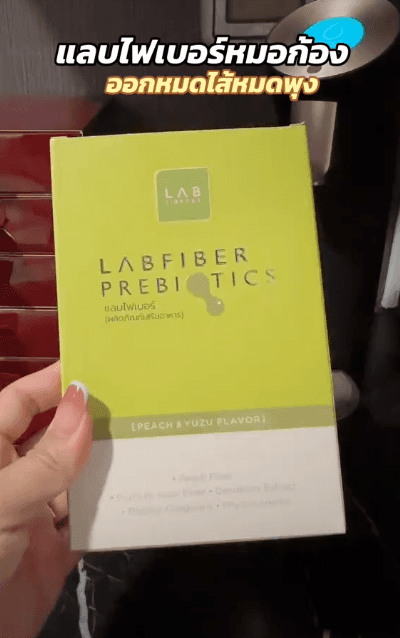 แลบไฟเบอร์หมอก้อง
ออกหมดไส้หมดพุง
LAB
LABFIBER
PREBIOTICS
แลบไฟเบอร์
(ผลิตภัณฑ์เสริมอาหาร)
[PEACH & YUZU FLAVOR]